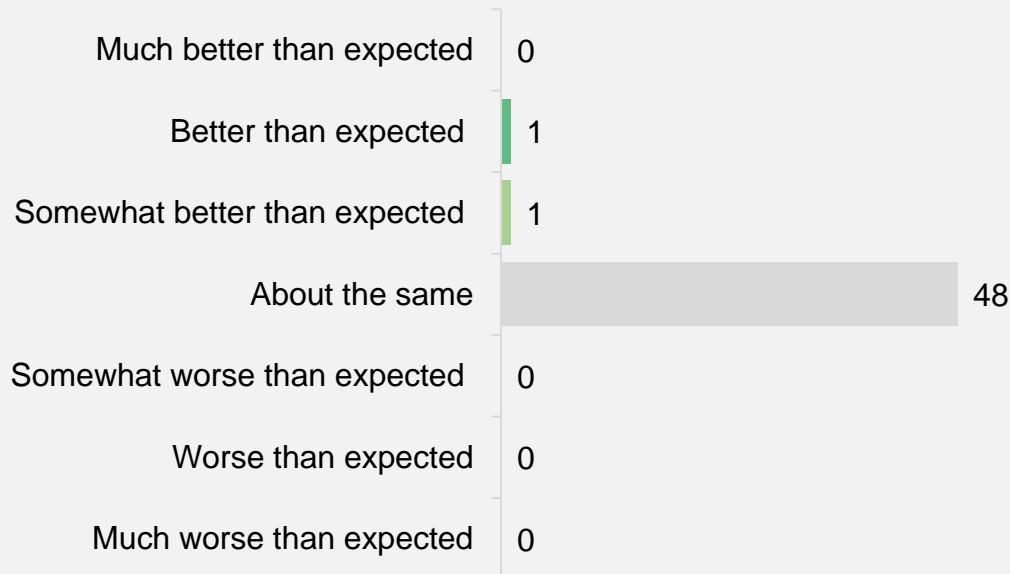 Much better than expected 0
Better than expected 1
Somewhat better than expected 1
About the same 48
Somewhat worse than expected 0
Worse than expected 0
Much worse than expected 0